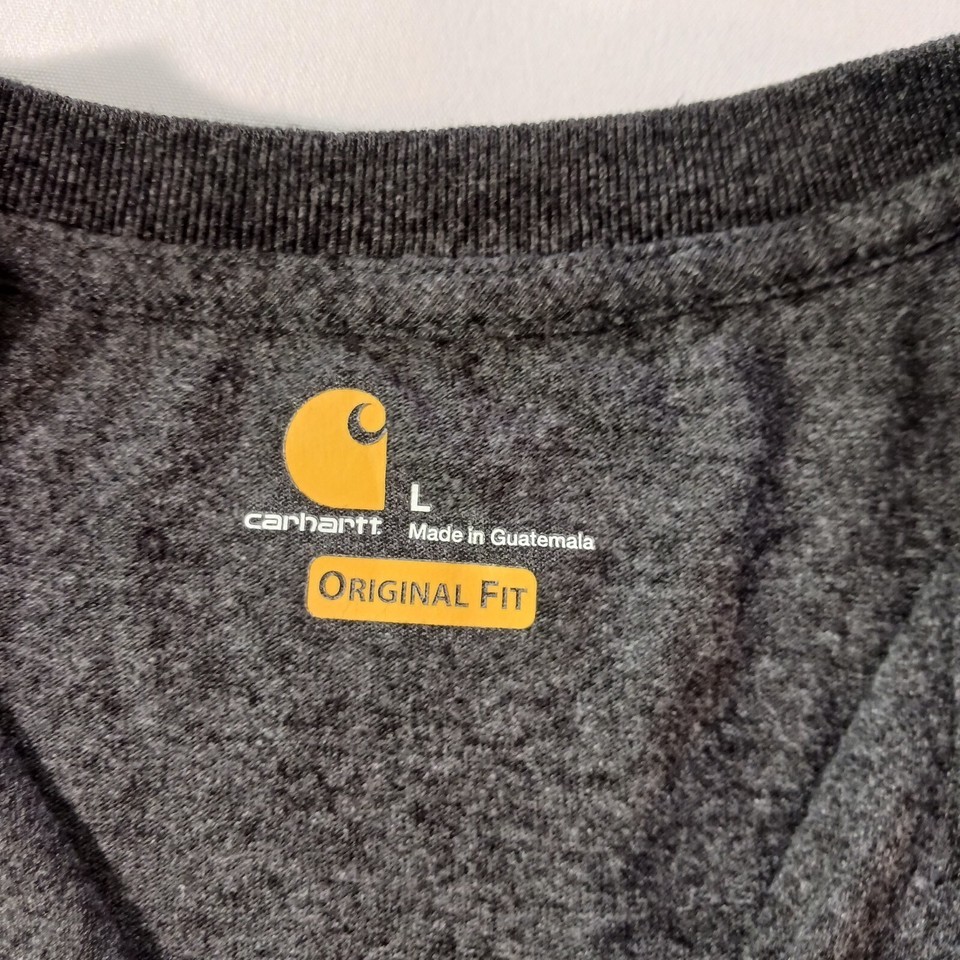 L
carhartt
Made in Guatemala
ORIGINAL FIT